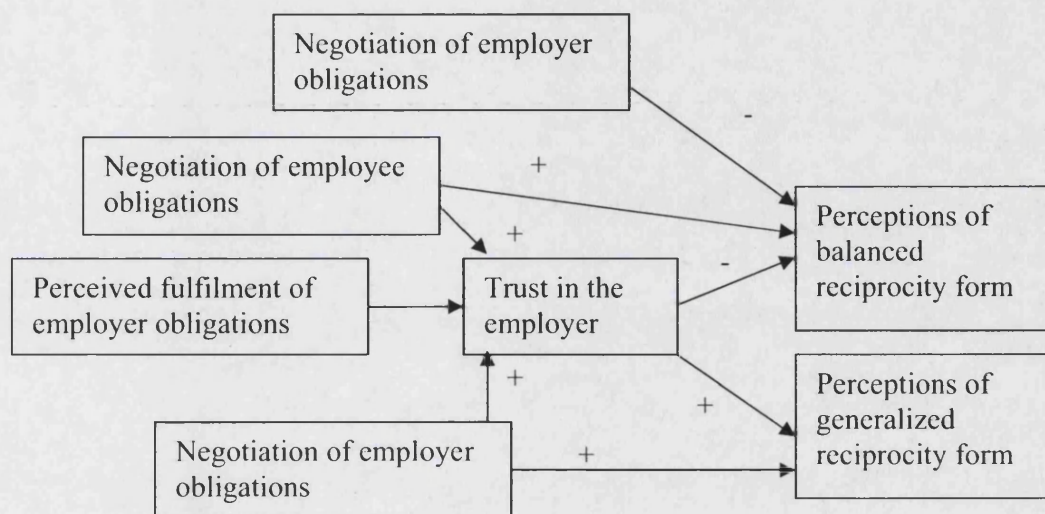 Negotiation of employer
obligations
-
Negotiation of employee
obligations
+
+
Perceptions of
balanced
reciprocity form
Perceived fulfilment of
employer obligations
Trust in the
employer
-
+
+
Perceptions of
generalized
reciprocity form
Negotiation of employer
obligations
+